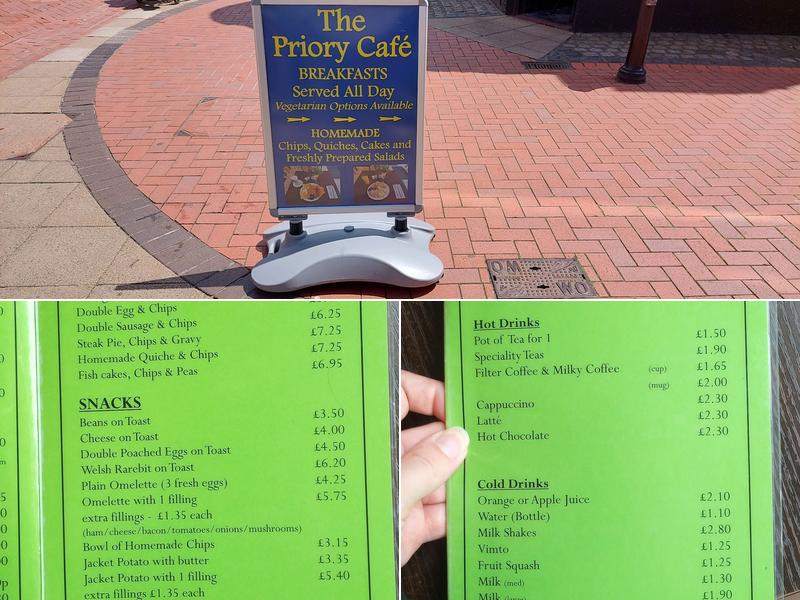 The
Priory Café
BREAKFASTS
Served All Day
Vegetarian Options Available
HOMEMADE
Chips, Quiches, Cakes and
Freshly Prepared Salads
OM
WO
Double Egg & Chips
Double Sausage & Chips £6.25
Steak Pie, Chips & Gravy £7.25
Homemade Quiche & Chips £7.25
Fish cakes, Chips & Peas £6.95
SNACKS
Beans on Toast £3.50
Cheese on Toast £4.00
Double Poached Eggs on Toast £4.50
Welsh Rarebit on Toast £6.20
Plain Omelette (3 fresh eggs) £4.25
Omelette with 1 filling £5.75
extra fillings - £1.35 each
(ham/cheese/bacon/tomatoes/onions/mushrooms)
Bowl of Homemade Chips £3.15
Jacket Potato with butter £3.35
Jacket Potato with 1 filling £5.40
extra fillings £1.35 each
Hot Drinks
Pot of Tea for 1 £1.50
Speciality Teas £1.90
Filter Coffee & Milky Coffee (cup) £1.65
(mug) £2.00
Cappuccino £2.30
Latté £2.30
Hot Chocolate £2.30
Cold Drinks
Orange or Apple Juice £2.10
Water (Bottle) £1.10
Milk Shakes £2.80
Vimto £1.25
Fruit Squash £1.25
Milk (med) £1.30
Milk £1.90